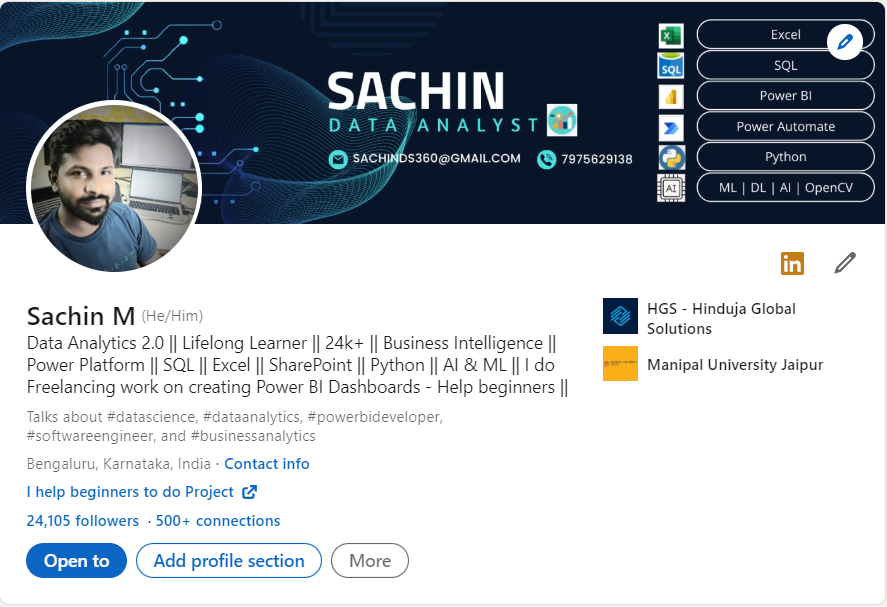 SACHIN
DATA ANALYST
SACHINDS360@GMAIL.COM
7975629138
Excel
SQL
SQL
Power BI
Power Automate
Python
AI
ML | DL | AI | OpenCV
in
Sachin M (He/Him)
Data Analytics 2.0 || Lifelong Learner || 24k+ || Business Intelligence ||
Power Platform || SQL || Excel || SharePoint || Python || AI & ML || I do
Freelancing work on creating Power BI Dashboards - Help beginners ||
Talks about #datascience, #dataanalytics, #powerbideveloper,
#softwareengineer, and #businessanalytics
Bengaluru, Karnataka, India · Contact info
I help beginners to do Project
24,105 followers · 500+ connections
Open to
Add profile section
More
HGS - Hinduja Global
Solutions
Manipal University Jaipur